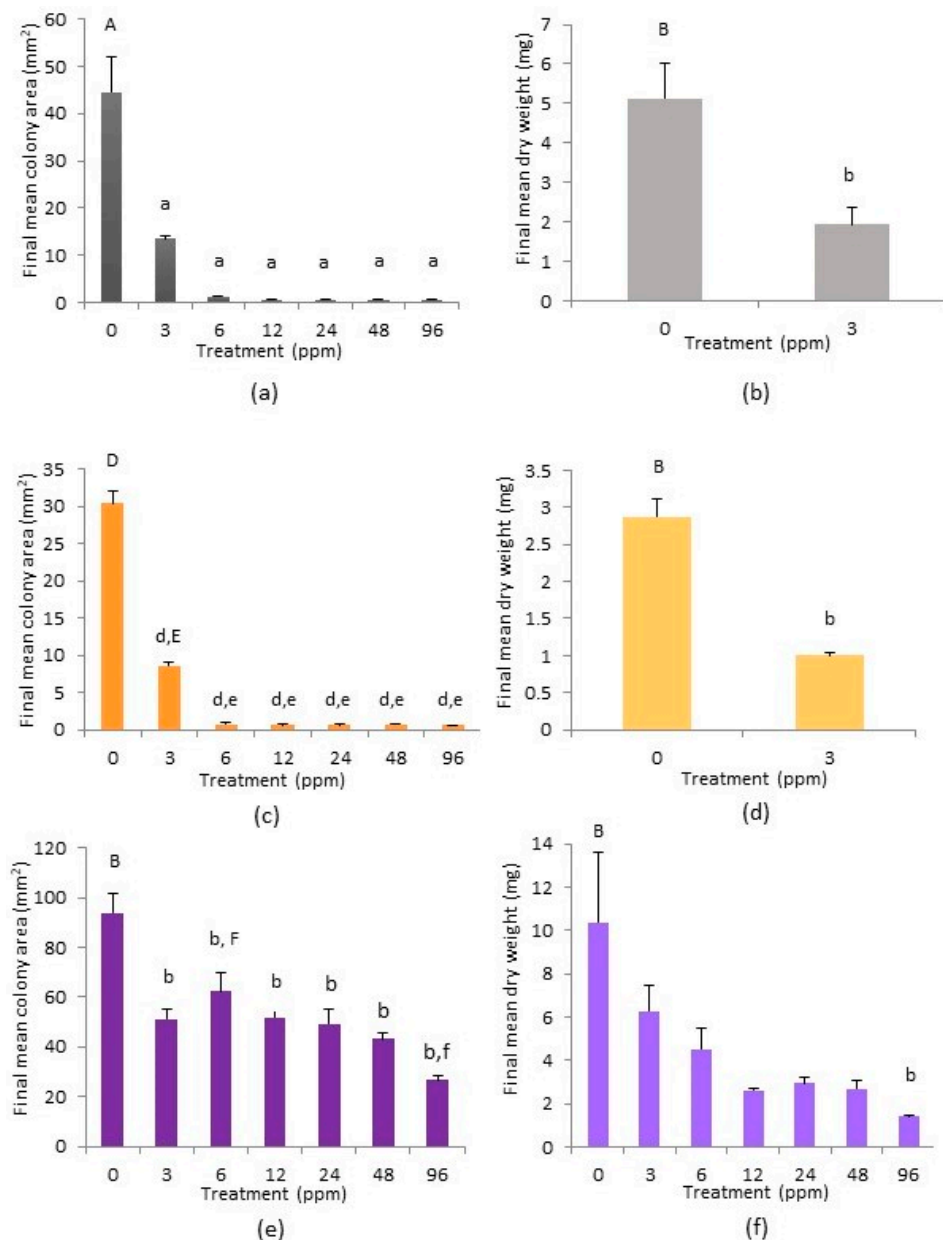 Final mean colony area (mm²)
60
50
40
30
20
10
0
A
a
a
a
a
a
a
0 3 6 12 24 48 96
Treatment (ppm)
(a)
Final mean dry weight (mg)
7
6
5
4
3
2
1
0
B
b
0 3
Treatment (ppm)
(b)
Final mean colony area (mm²)
35
30
25
20
15
10
5
0
D
d,E
d,e
d,e
d,e
d,e
d,e
0 3 6 12 24 48 96
Treatment (ppm)
(c)
Final mean dry weight (mg)
3.5
3
2.5
2
1.5
1
0.5
0
B
b
0 3
Treatment (ppm)
(d)
Final mean colony area (mm²)
120
100
80
60
40
20
0
B
b
b, F
b
b
b
b,f
0 3 6 12 24 48 96
Treatment (ppm)
(e)
Final mean dry weight (mg)
14
12
10
8
6
4
2
0
B
b
0 3 6 12 24 48 96
Treatment (ppm)
(f)